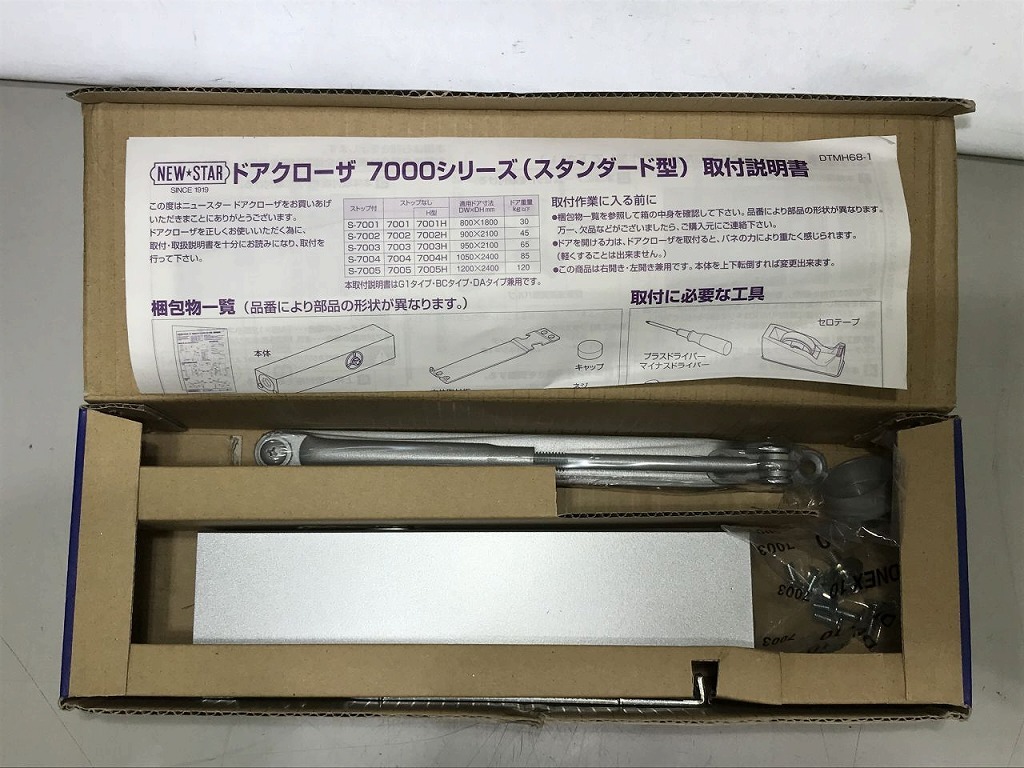 DTMH68-1
NEW★STAR ドアクローザ 7000シリーズ(スタンダード型) 取付説明書
SINCE 1919
この度はニュースター ドアクローザをお買いあげ
いただきまことにありがとうございます。
ドアクローザを正しくお使いいただく為に、
取付・取扱説明書を十分にお読みになり、取付を
行って下さい。
ストップ付 ストップなし 適用ドア寸法 DW×DH mm ドア重量 kg以下
H型
S-7001 7001 7001H 800×1800 30
S-7002 7002 7002H 900×2100 45
S-7003 7003 7003H 950×2100 65
S-7004 7004 7004H 1050×2400 85
S-7005 7005 7005H 1200×2400 120
本取付説明書はG1タイプ・BCタイプ・DAタイプ兼用です。
取付作業に入る前に
●梱包物一覧を参照して箱の中身を確認して下さい。品番により部品の形状が異なります。
万一、欠品などがございましたら、ご購入元にご連絡下さい。
●ドアを開ける力は、ドアクローザを取付ると、バネの力により重たく感じられます。
(軽くすることは出来ません。)
●この商品は右開き・左開き兼用です。本体を上下転倒すれば変更出来ます。
梱包物一覧(品番により部品の形状が異なります。)
本体
キャップ
ネジ
取付に必要な工具
プラスドライバー
マイナスドライバー
セロテープ
7003
7003
7003